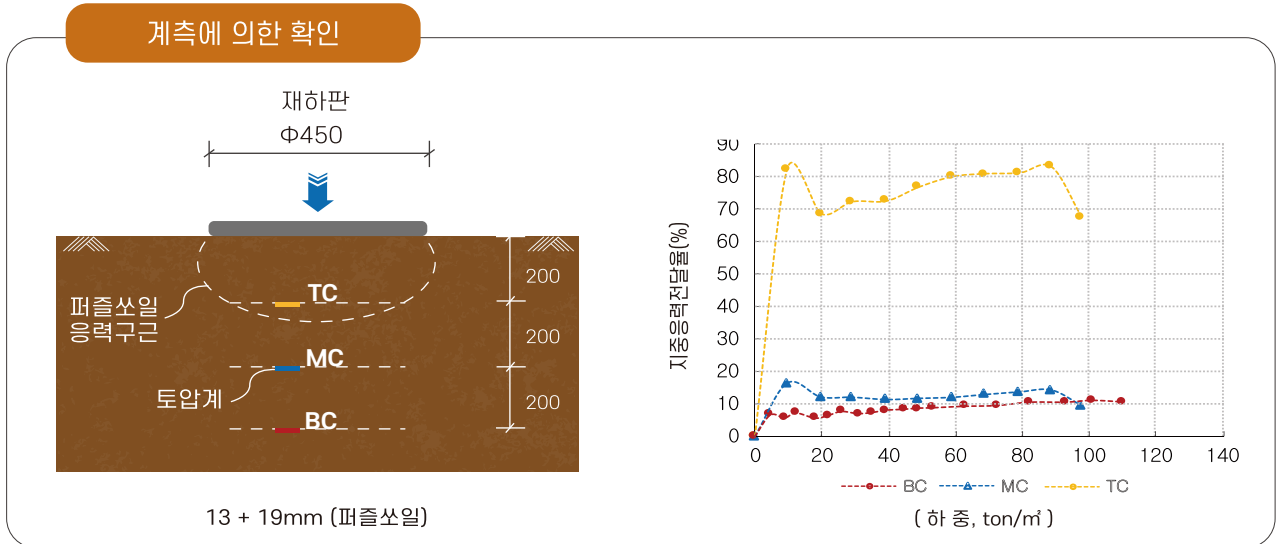 계측에 의한 확인
재하판
Φ450
200
TC
퍼즐쏘일
응력구근
200
MC
토압계
200
BC
13 + 19mm (퍼즐쏘일)
지중응력전달율(%)
90
80
70
60
50
40
30
20
10
0
0 20 40 60 80 100 120 140
BC MC TC
( 하 중, ton/㎡ )